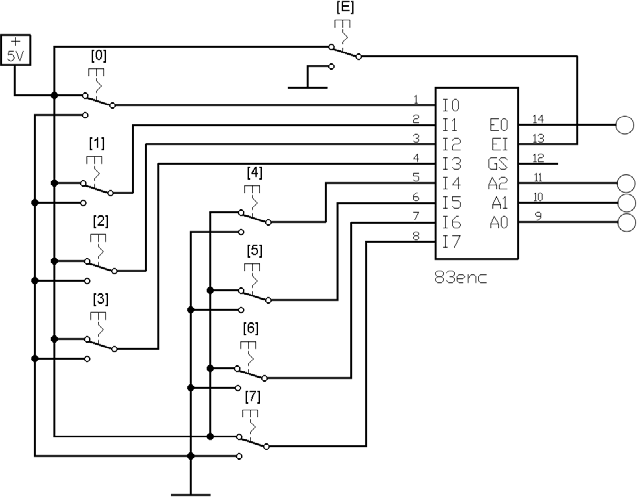 [E]
+
5V
[0]
1 I0
2 I1
3 I2
4 I3
5 I4
6 I5
7 I6
8 I7
14 E0
13 EI
12 GS
11 A2
10 A1
9 A0
83enc
[1]
[2]
[3]
[4]
[5]
[6]
[7]